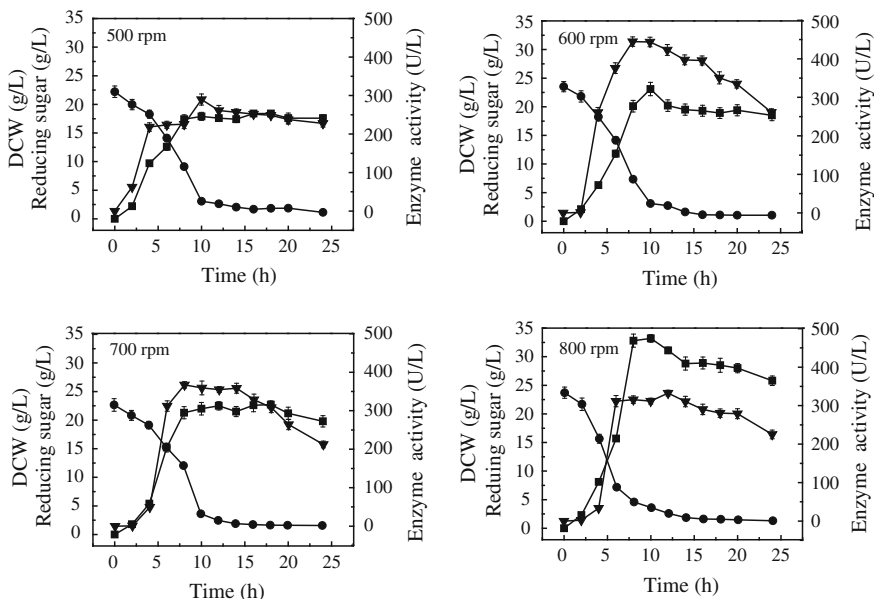 500 rpm
DCW (g/L)
Reducing sugar (g/L)
35
30
25
20
15
10
5
0
500
400
300
200
100
0
Enzyme activity (U/L)
0 5 10 15 20 25
Time (h)
600 rpm
DCW (g/L)
Reducing sugar (g/L)
35
30
25
20
15
10
5
0
500
400
300
200
100
0
Enzyme activity (U/L)
0 5 10 15 20 25
Time (h)
700 rpm
DCW (g/L)
Reducing sugar (g/L)
35
30
25
20
15
10
5
0
500
400
300
200
100
0
Enzyme activity (U/L)
0 5 10 15 20 25
Time (h)
800 rpm
DCW (g/L)
Reduing sugar (g/L)
35
30
25
20
15
10
5
0
500
400
300
200
100
0
Enzyme activity (U/L)
0 5 10 15 20 25
Time (h)